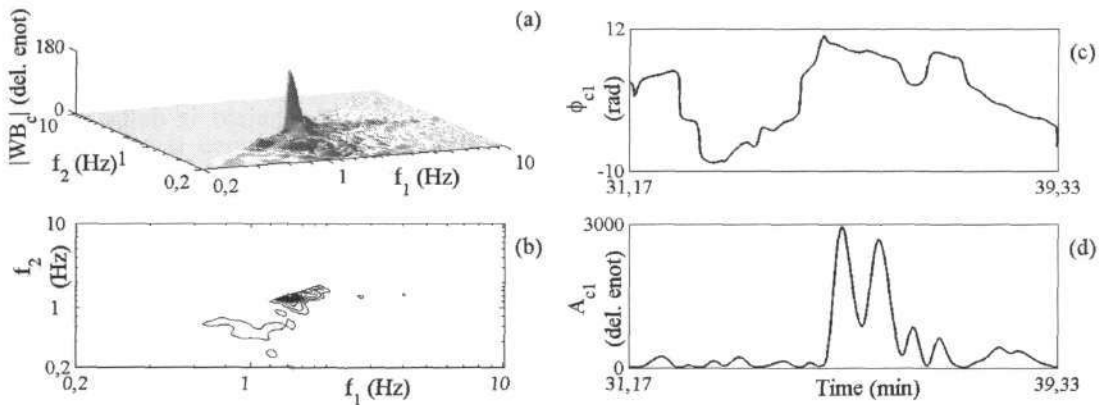 (a)
180
|WB_c| (del. enot)
0
10
f_2 (Hz)
1
0,2
0,2
1
f_1 (Hz)
10
(b)
10
f_2
(Hz)
1
0,2
0,2
1
f_1 (Hz)
10
(c)
12
ϕ_c1
(rad)
-10
31,17
39,33
(d)
3000
A_c1
(del. enot)
0
31,17
Time (min)
39,33